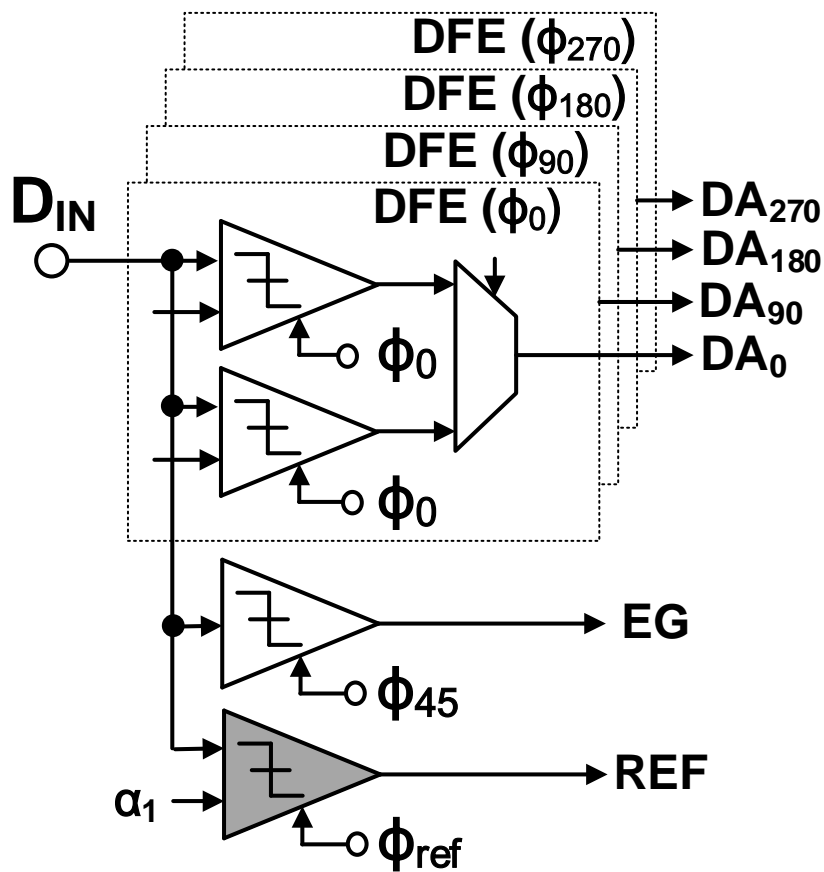 DFE (ϕ270)
DFE (ϕ180)
DFE (ϕ90)
DFE (ϕ0)
DIN
DA270
DA180
DA90
DA0
ϕ0
ϕ0
EG
ϕ45
REF
α1
ϕref